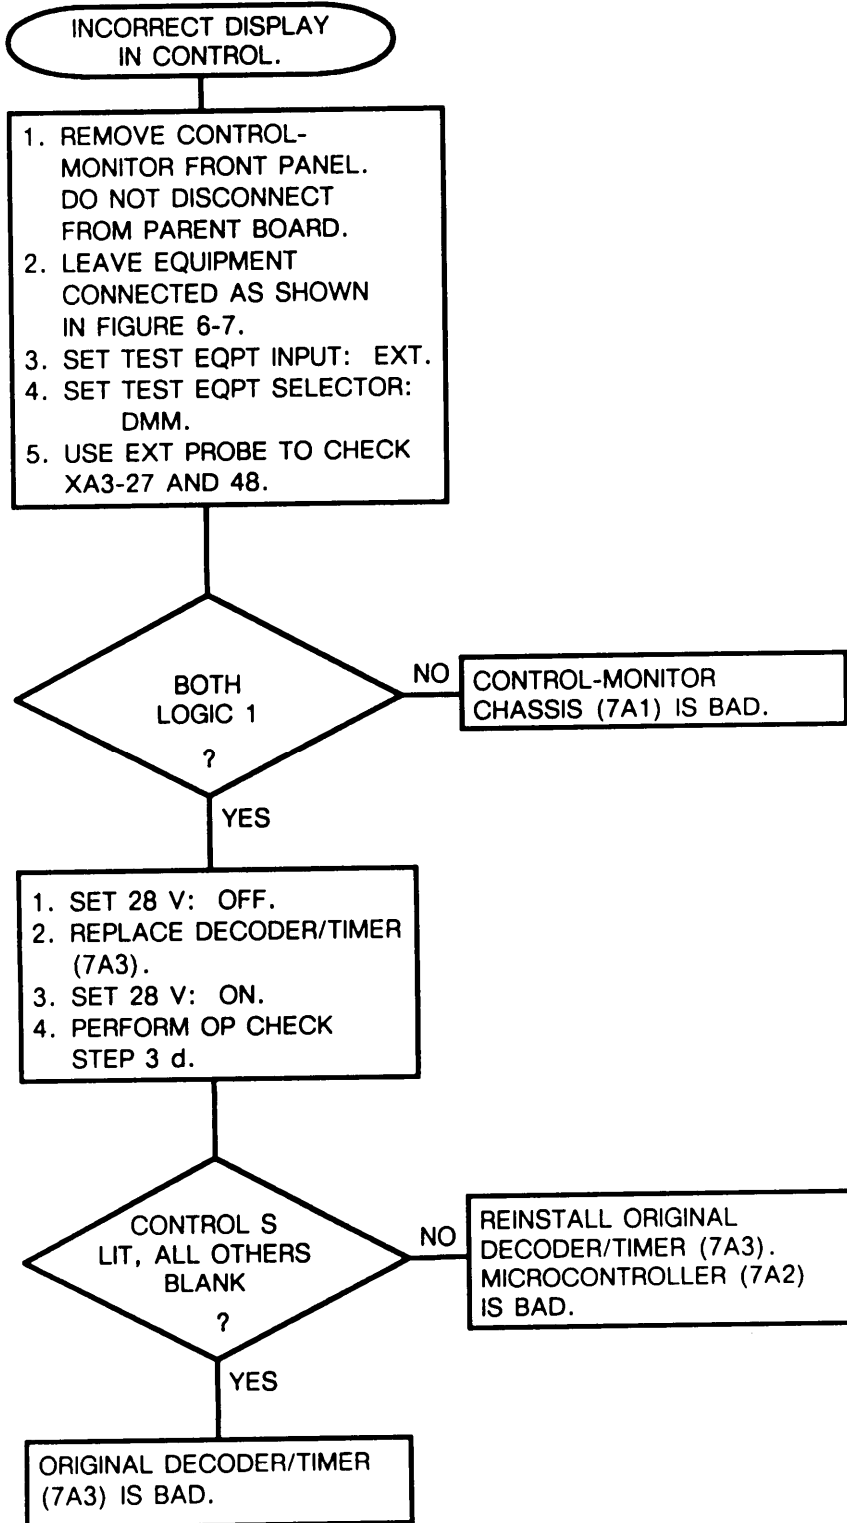 INCORRECT DISPLAY
IN CONTROL.
1. REMOVE CONTROL-
MONITOR FRONT PANEL.
DO NOT DISCONNECT
FROM PARENT BOARD.
2. LEAVE EQUIPMENT
CONNECTED AS SHOWN
IN FIGURE 6-7.
3. SET TEST EQPT INPUT: EXT.
4. SET TEST EQPT SELECTOR:
DMM.
5. USE EXT PROBE TO CHECK
XA3-27 AND 48.
BOTH
LOGIC 1
?
NO
CONTROL-MONITOR
CHASSIS (7A1) IS BAD.
YES
1. SET 28 V: OFF.
2. REPLACE DECODER/TIMER
(7A3).
3. SET 28 V: ON.
4. PERFORM OP CHECK
STEP 3 d.
CONTROL S
LIT, ALL OTHERS
BLANK
?
NO
REINSTALL ORIGINAL
DECODER/TIMER (7A3).
MICROCONTROLLER (7A2)
IS BAD.
YES
ORIGINAL DECODER/TIMER
(7A3) IS BAD.